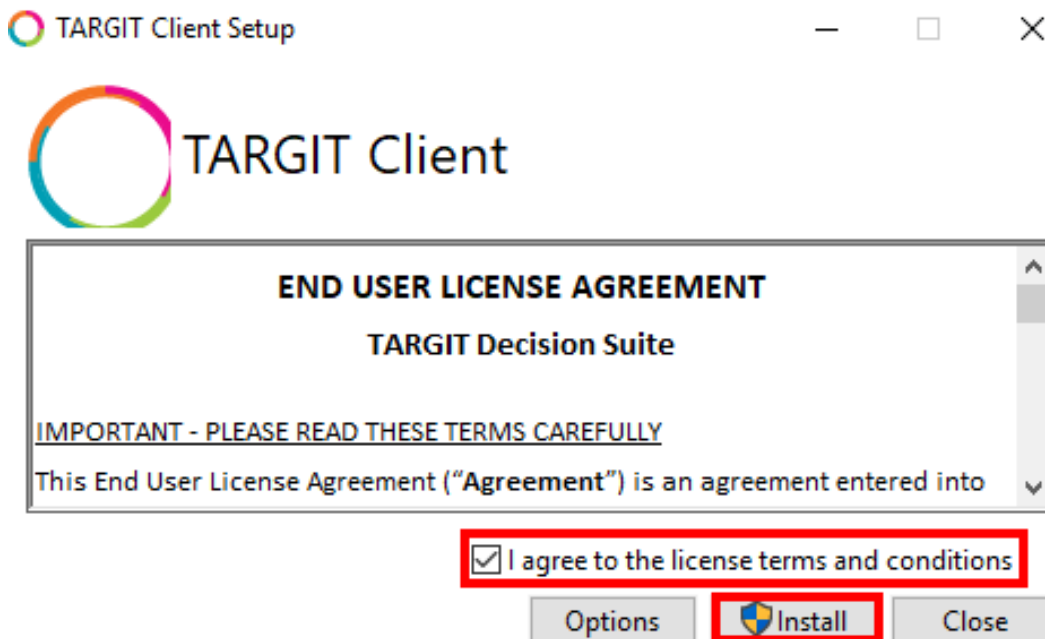 TARGIT Client Setup
TARGIT Client
END USER LICENSE AGREEMENT
TARGIT Decision Suite
IMPORTANT - PLEASE READ THESE TERMS CAREFULLY
This End User License Agreement (“Agreement”) is an agreement entered into
I agree to the license terms and conditions
Options Install Close